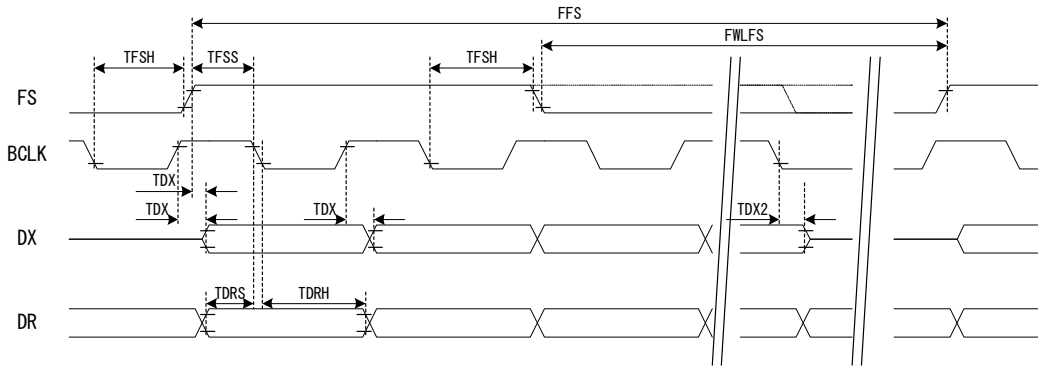 FFS
FWLFS
TFSH
TFSS
TFSH
FS
BCLK
TDX
TDX
TDX
TDX2
DX
TDRS
TDRH
DR